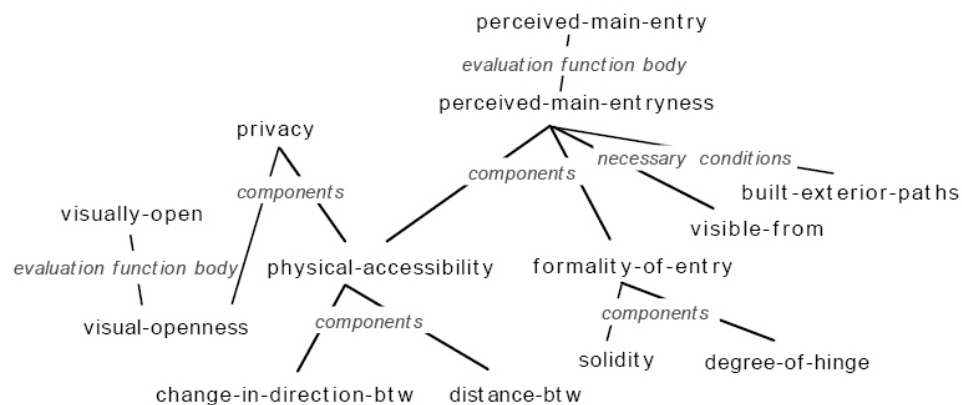 perceived-main-entry
evaluation function body
perceived-main-entryness
privacy
components
necessary conditions
components
built-exterior-paths
visually-open
visible-from
evaluation function body
physical-accessibility
formality-of-entry
visual-openness
components
components
solidity
degree-of-hinge
change-in-direction-btw
distance-btw